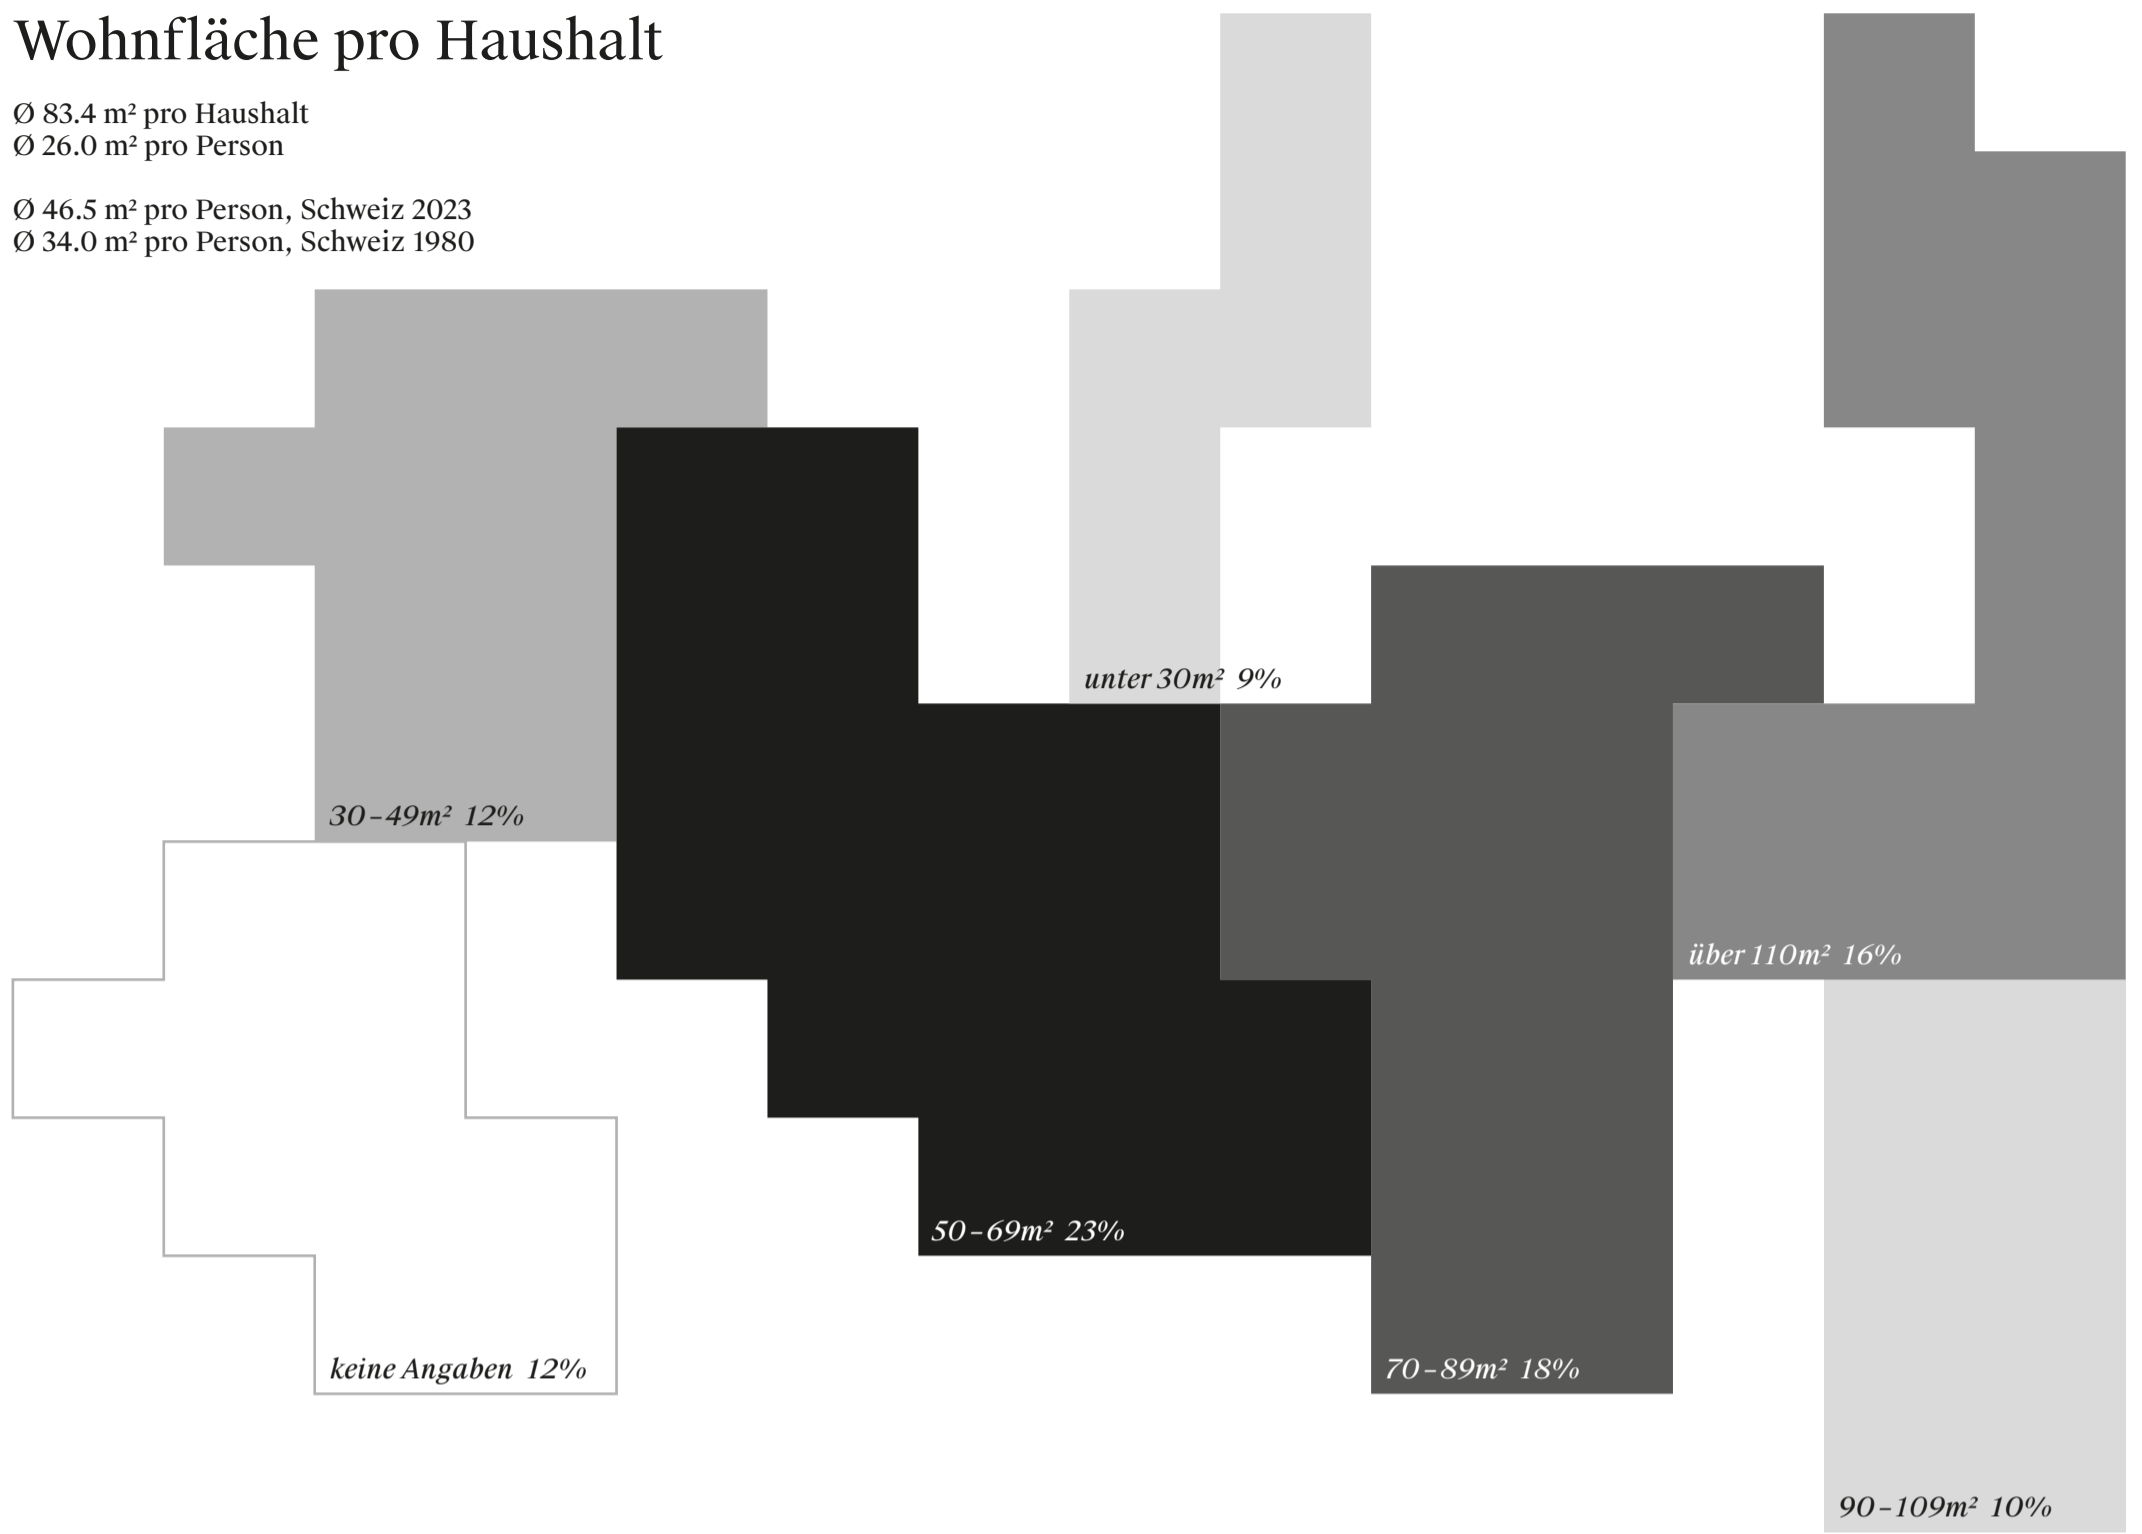 Wohnfläche pro Haushalt
Ø 83.4 m² pro Haushalt
Ø 26.0 m² pro Person
Ø 46.5 m² pro Person, Schweiz 2023
Ø 34.0 m² pro Person, Schweiz 1980
unter 30m² 9%
30–49m² 12%
über 110m² 16%
50–69m² 23%
keine Angaben 12%
70–89m² 18%
90–109m² 10%